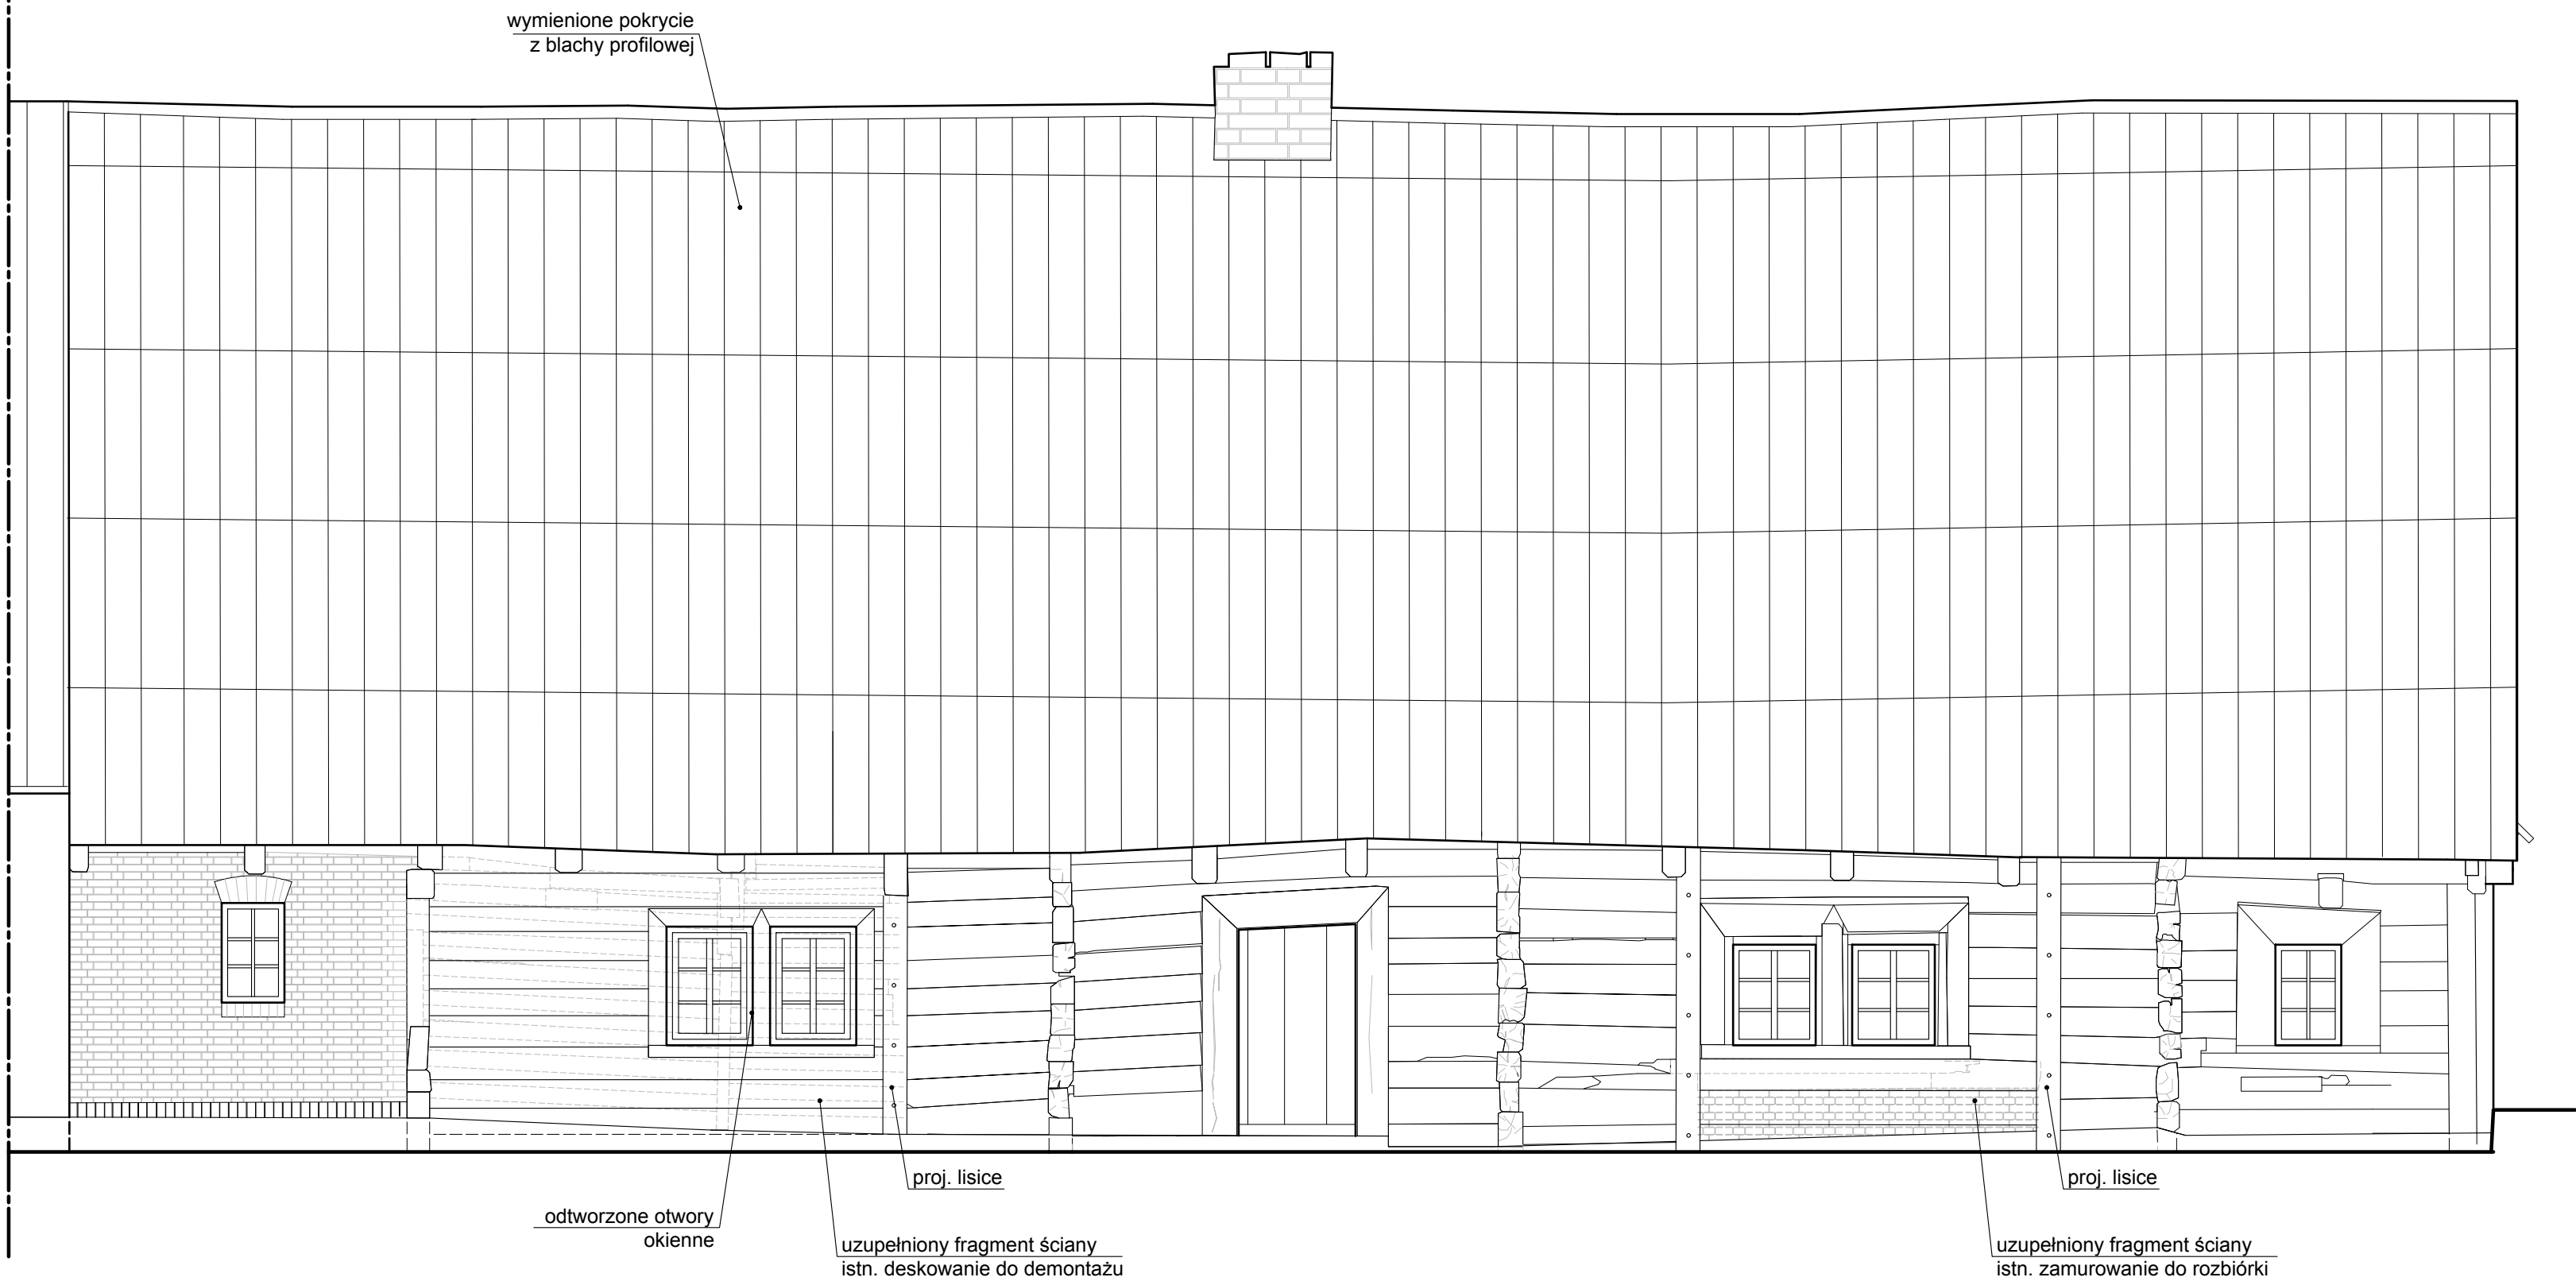 wymienione pokrycie
z blachy profilowej
proj. lisice
proj. lisice
odtworzone otwory
okienne
uzupełniony fragment ściany
istn. deskowanie do demontażu
uzupełniony fragment ściany
istn. zamurowanie do rozbiórki